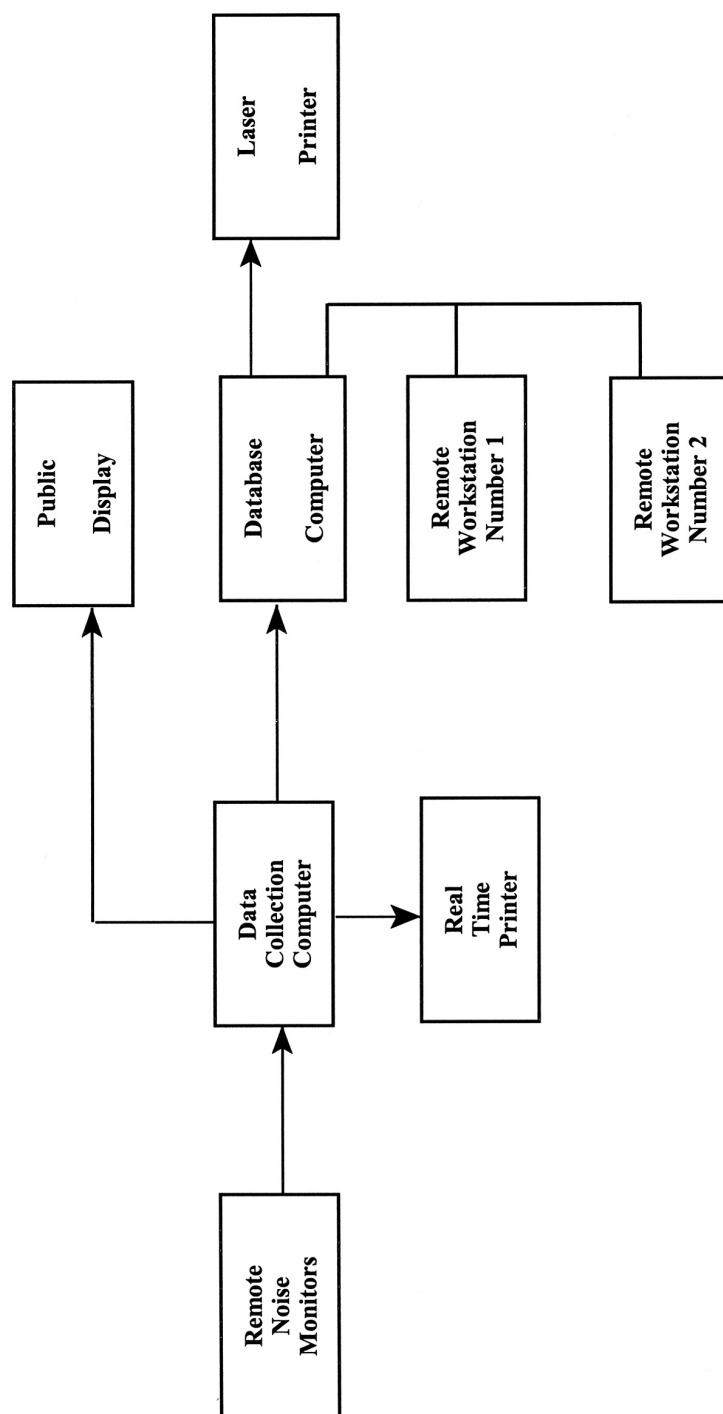 Remote
Noise
Monitors
Data
Collection
Computer
Real
Time
Printer
Public
Display
Database
Computer
Remote
Workstation
Number 1
Remote
Workstation
Number 2
Laser
Printer